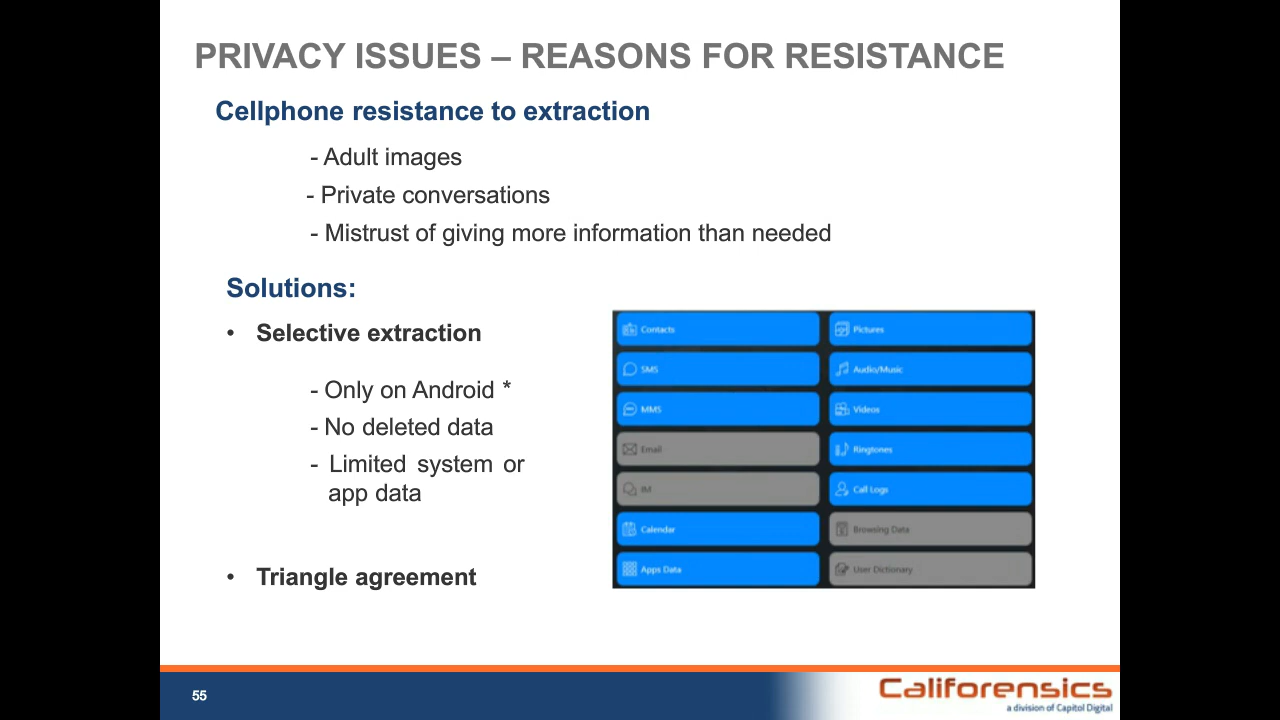 PRIVACY ISSUES – REASONS FOR RESISTANCE
Cellphone resistance to extraction
- Adult images
- Private conversations
- Mistrust of giving more information than needed
Solutions:
• Selective extraction
- Only on Android *
- No deleted data
- Limited system or
app data
• Triangle agreement
Contacts
Pictures
SMS
Audio/Music
MMS
Videos
Email
Ringtones
IM
Call Logs
Calendar
Browsing Data
Apps Data
User Dictionary
55
Califorensics
a division of Capitol Digital